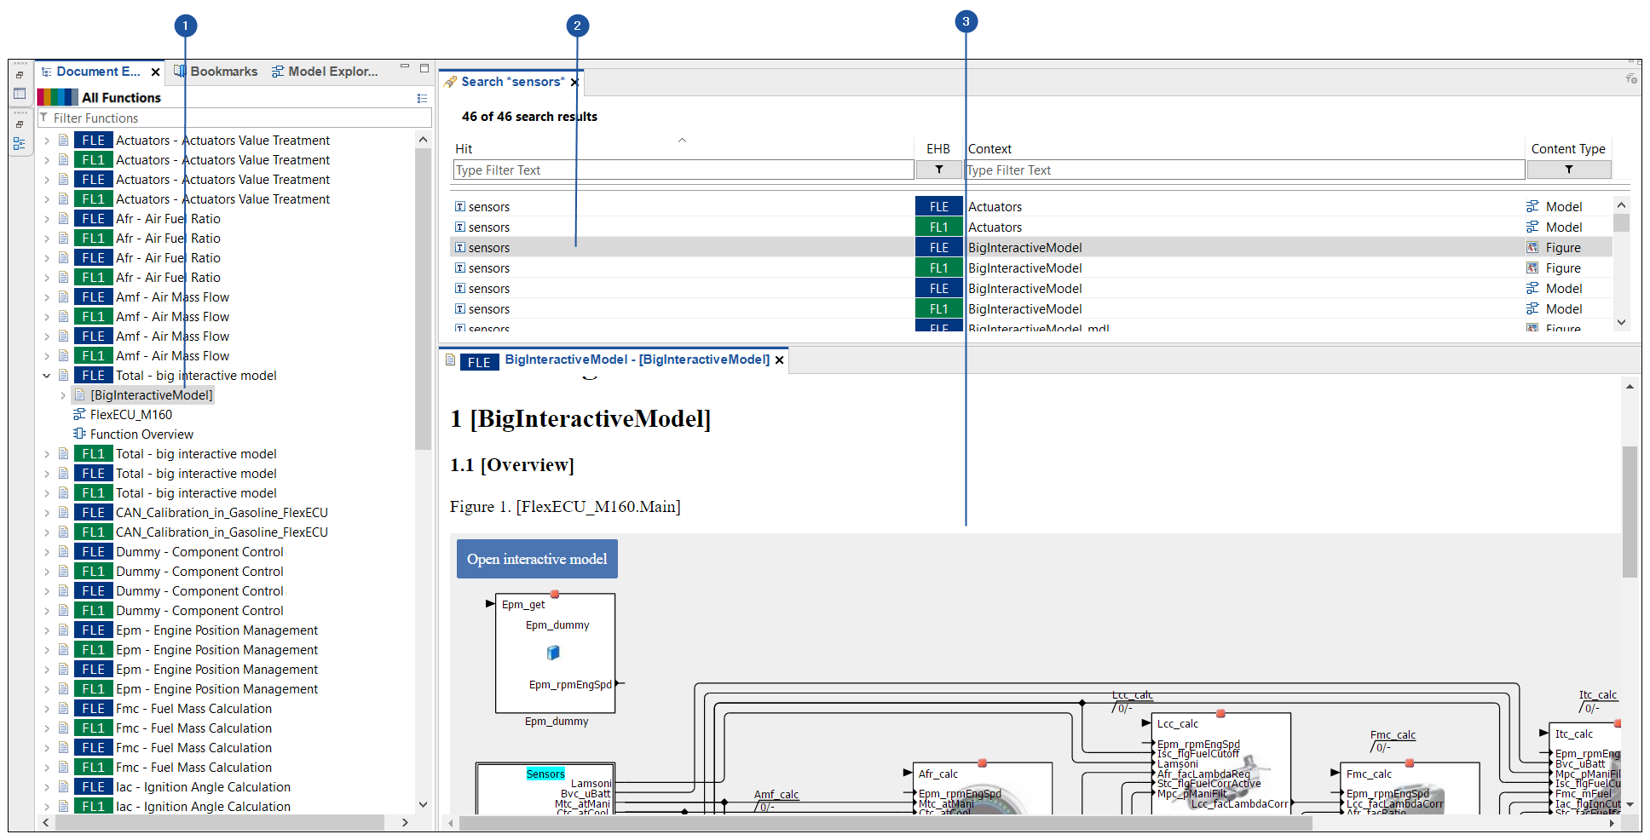 1
2
3
Document E...
Bookmarks
Model Explor...
All Functions
Filter Functions
FLE Actuators - Actuators Value Treatment
FL1 Actuators - Actuators Value Treatment
FLE Actuators - Actuators Value Treatment
FL1 Actuators - Actuators Value Treatment
FLE Afr - Air Fuel Ratio
FL1 Afr - Air Fuel Ratio
FLE Afr - Air Fuel Ratio
FL1 Afr - Air Fuel Ratio
FLE Amf - Air Mass Flow
FL1 Amf - Air Mass Flow
FLE Amf - Air Mass Flow
FL1 Amf - Air Mass Flow
FLE Total - big interactive model
[BigInteractiveModel]
FlexECU_M160
Function Overview
FL1 Total - big interactive model
FLE Total - big interactive model
FL1 Total - big interactive model
FLE CAN_Calibration_in_Gasoline_FlexECU
FL1 CAN_Calibration_in_Gasoline_FlexECU
FLE Dummy - Component Control
FL1 Dummy - Component Control
FLE Dummy - Component Control
FL1 Dummy - Component Control
FLE Epm - Engine Position Management
FL1 Epm - Engine Position Management
FLE Epm - Engine Position Management
FL1 Epm - Engine Position Management
FLE Fmc - Fuel Mass Calculation
FL1 Fmc - Fuel Mass Calculation
FLE Fmc - Fuel Mass Calculation
FL1 Fmc - Fuel Mass Calculation
FLE Iac - Ignition Angle Calculation
FL1 Iac - Ignition Angle Calculation
Search *sensors*
46 of 46 search results
Hit EHB Context Content Type
Type Filter Text Type Filter Text
sensors FLE Actuators Model
sensors FL1 Actuators Model
sensors FLE BigInteractiveModel Figure
sensors FL1 BigInteractiveModel Figure
sensors FLE BigInteractiveModel Model
sensors FL1 BigInteractiveModel Model
sensors FLE BigInteractiveModel_mdl Figure
FLE BigInteractiveModel - [BigInteractiveModel]
1 [BigInteractiveModel]
1.1 [Overview]
Figure 1. [FlexECU_M160.Main]
Open interactive model
Epm_get
Epm_dummy
Epm_rpmEngSpd
Epm_dummy
Sensors
Lamsoni
Bvc_uBatt
Mtc_atMani
Ctc_atCool
Amf_calc
/0/-
Afr_calc
Epm_rpmEngSpd
Mtc_atMani
Ctc_atCool
Lcc_calc
/0/-
Lcc_calc
Epm_rpmEngSpd
Isc_flgFuelCutoff
Lamsoni
Afr_facLambdaReq
Stc_flgFuelCorrActive
Mpc_pManiFilt
Lcc_facLambdaCorr
Fmc_calc
/0/-
Fmc_calc
Epm_rpmEngSpd
Lcc_facLambdaCorr
Afr_facRatio
Itc_calc
/0/-
Itc_calc
Epm_rpmEng
Bvc_uBatt
Mpc_pManiFil
Isc_flgFuelCut
Fmc_mFuel
Iac_flgIgnCut
Stc_facFuelC